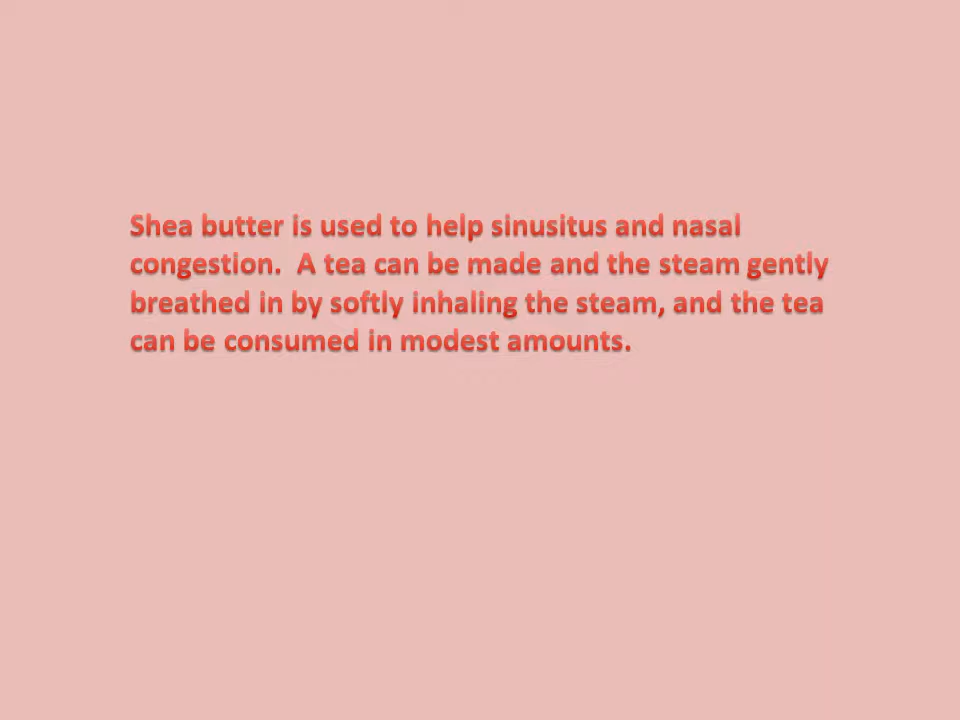 Shea butter is used to help sinusitus and nasal
congestion.  A tea can be made and the steam gently
breathed in by softly inhaling the steam, and the tea
can be consumed in modest amounts.